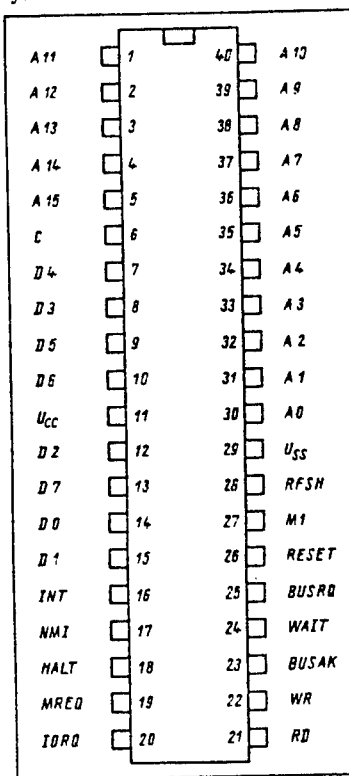 A11 1 40 A10
A12 2 39 A9
A13 3 38 A8
A14 4 37 A7
A15 5 36 A6
C 6 35 A5
D4 7 34 A4
D3 8 33 A3
D5 9 32 A2
D6 10 31 A1
UCC 11 30 A0
D2 12 29 USS
D7 13 28 RFSH
D0 14 27 M1
D1 15 26 RESET
INT 16 25 BUSRQ
NMI 17 24 WAIT
HALT 18 23 BUSAK
MREQ 19 22 WR
IORQ 20 21 RD